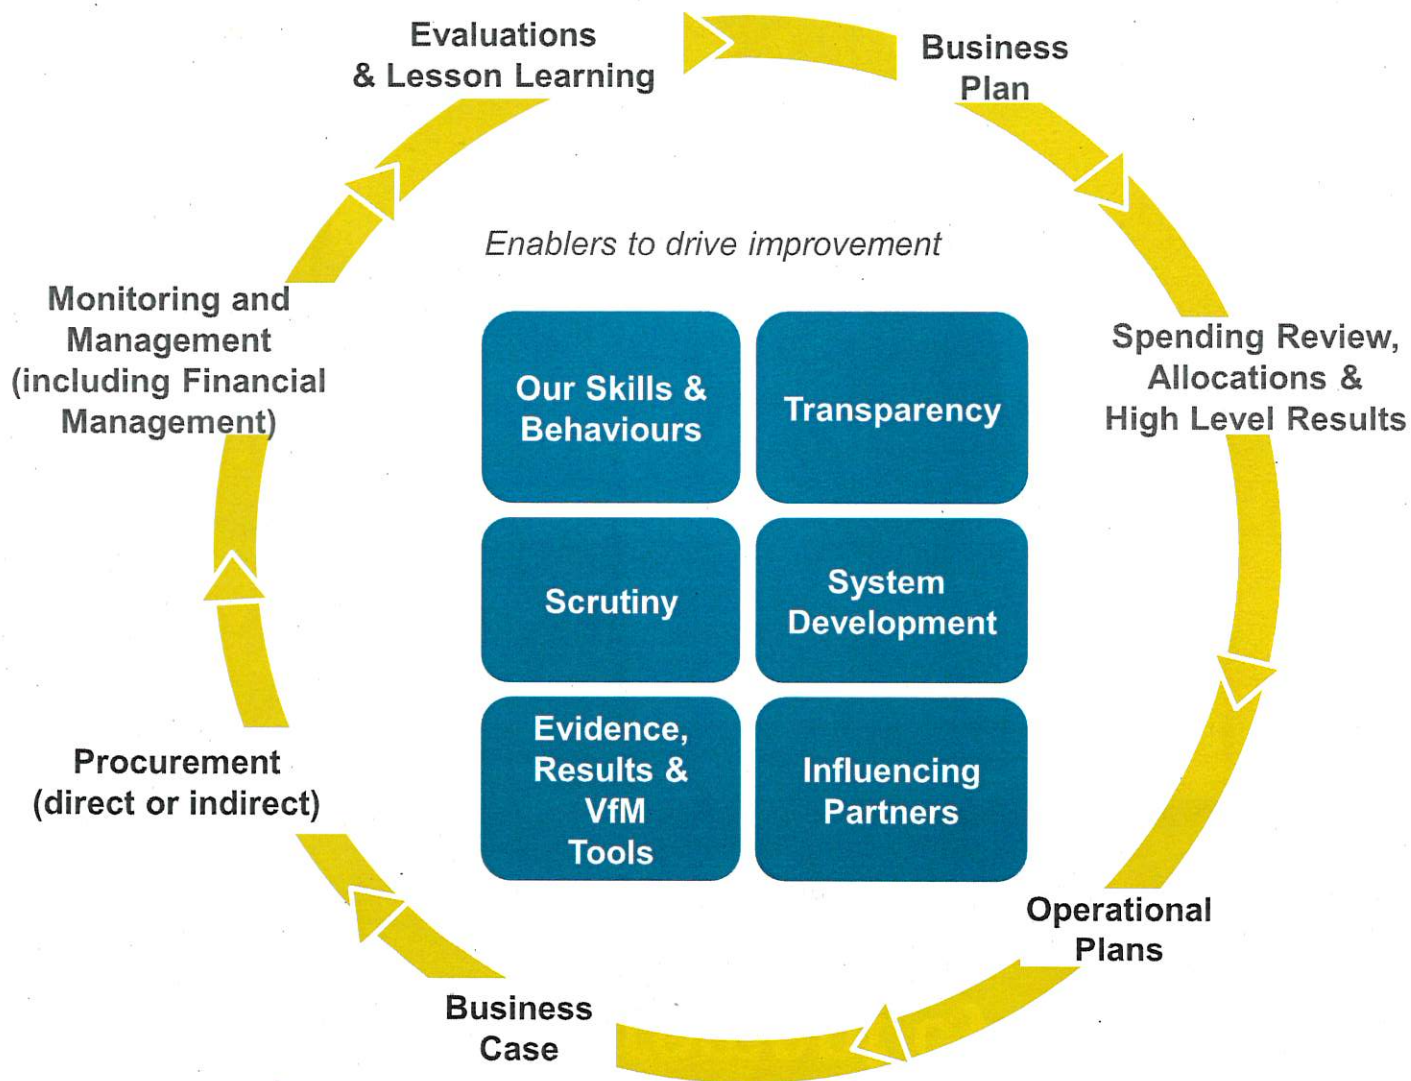 Evaluations
& Lesson Learning
Business
Plan
Spending Review,
Allocations &
High Level Results
Operational
Plans
Business
Case
Procurement
(direct or indirect)
Monitoring and
Management
(including Financial
Management)
Enablers to drive improvement
Our Skills &
Behaviours
Transparency
Scrutiny
System
Development
Evidence,
Results &
VfM
Tools
Influencing
Partners